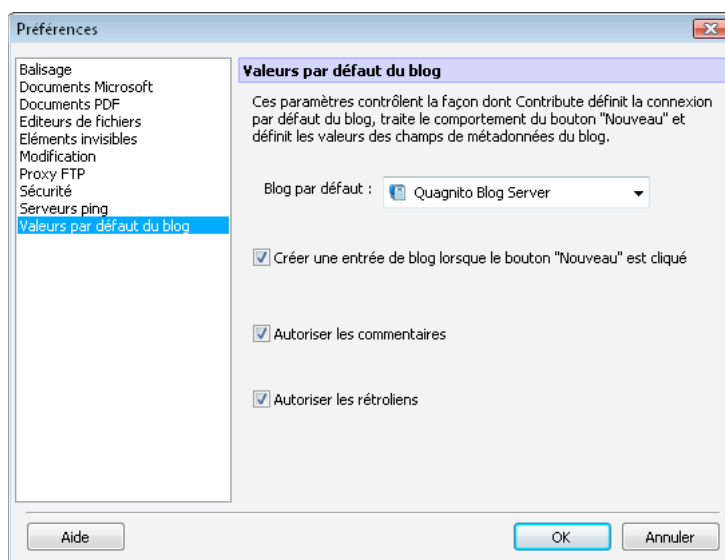 Préférences
Balisage
Documents Microsoft
Documents PDF
Editeurs de fichiers
Eléments invisibles
Modification
Proxy FTP
Sécurité
Serveurs ping
Valeurs par défaut du blog
Valeurs par défaut du blog
Ces paramètres contrôlent la façon dont Contribute définit la connexion
par défaut du blog, traite le comportement du bouton "Nouveau" et
définit les valeurs des champs de métadonnées du blog.
Blog par défaut :
Quagnito Blog Server
Créer une entrée de blog lorsque le bouton "Nouveau" est cliqué
Autoriser les commentaires
Autoriser les rétroliens
Aide
OK
Annuler